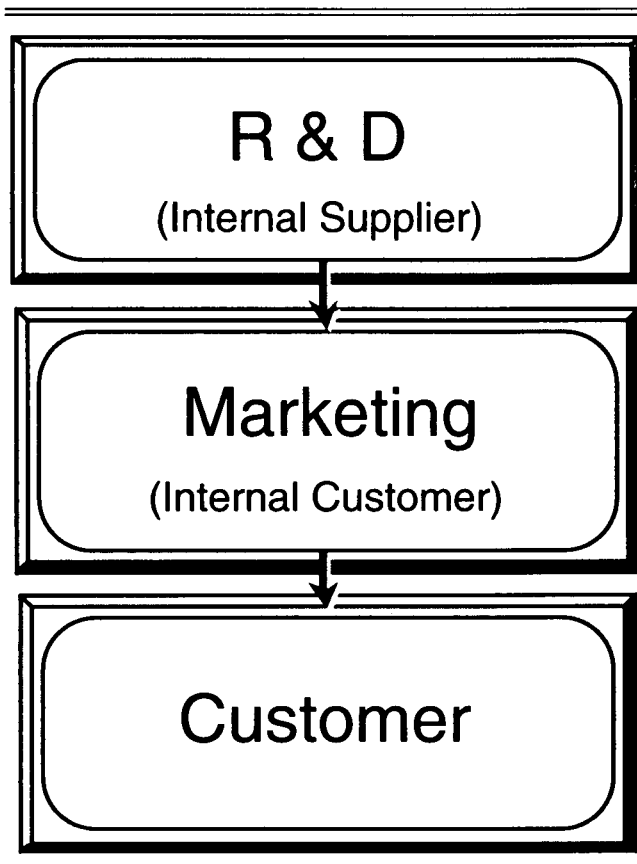 R & D
(Internal Supplier)
Marketing
(Internal Customer)
Customer